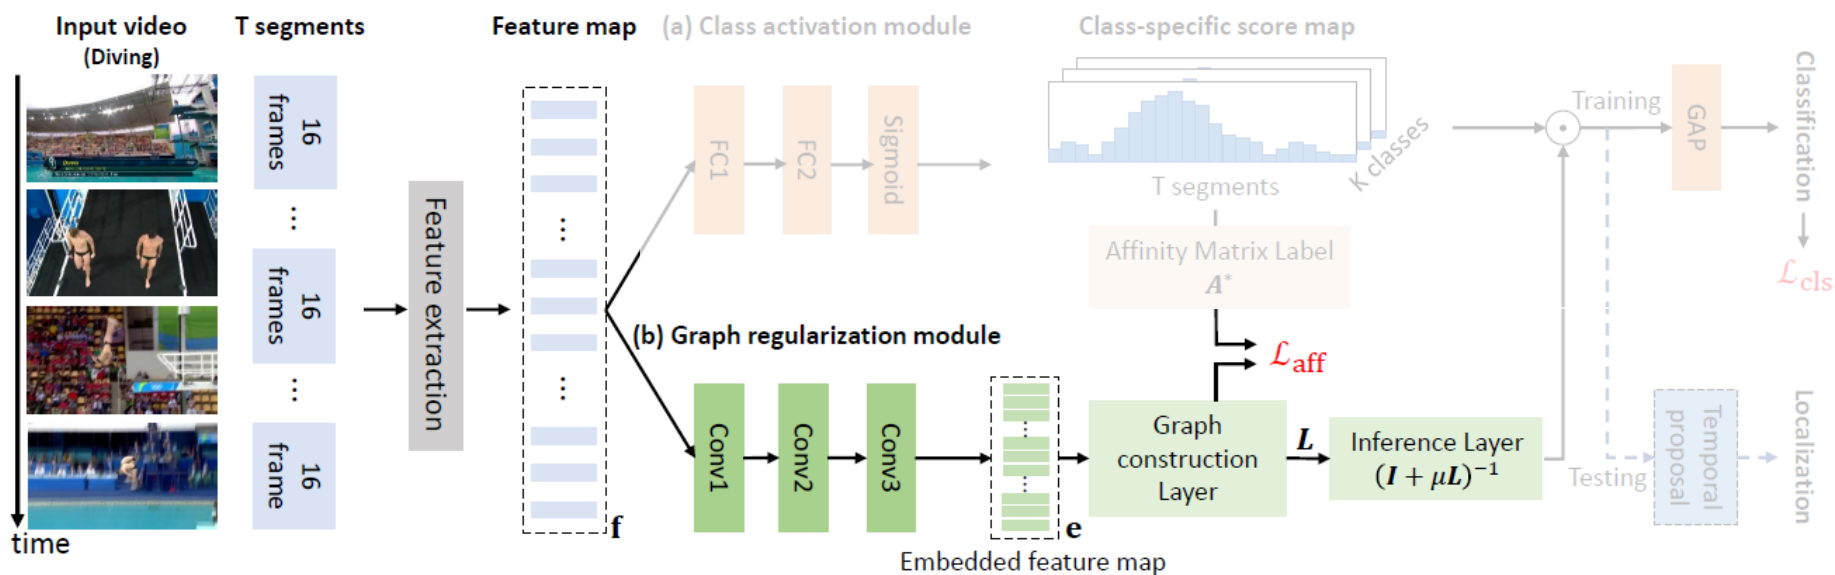 Input video
(Diving)
T segments
Feature map
(a) Class activation module
Class-specific score map
16
frames
...
16
frames
...
16
frame
time
Feature extraction
...
...
f
FC1
FC2
Sigmoid
T segments
K classes
Affinity Matrix Label
A*
Training
GAP
Classification
ℒcls
(b) Graph regularization module
ℒaff
Conv1
Conv2
Conv3
...
...
e
Embedded feature map
Graph
construction
Layer
L
Inference Layer
(I + μL)⁻¹
Testing
Temporal
proposal
Localization